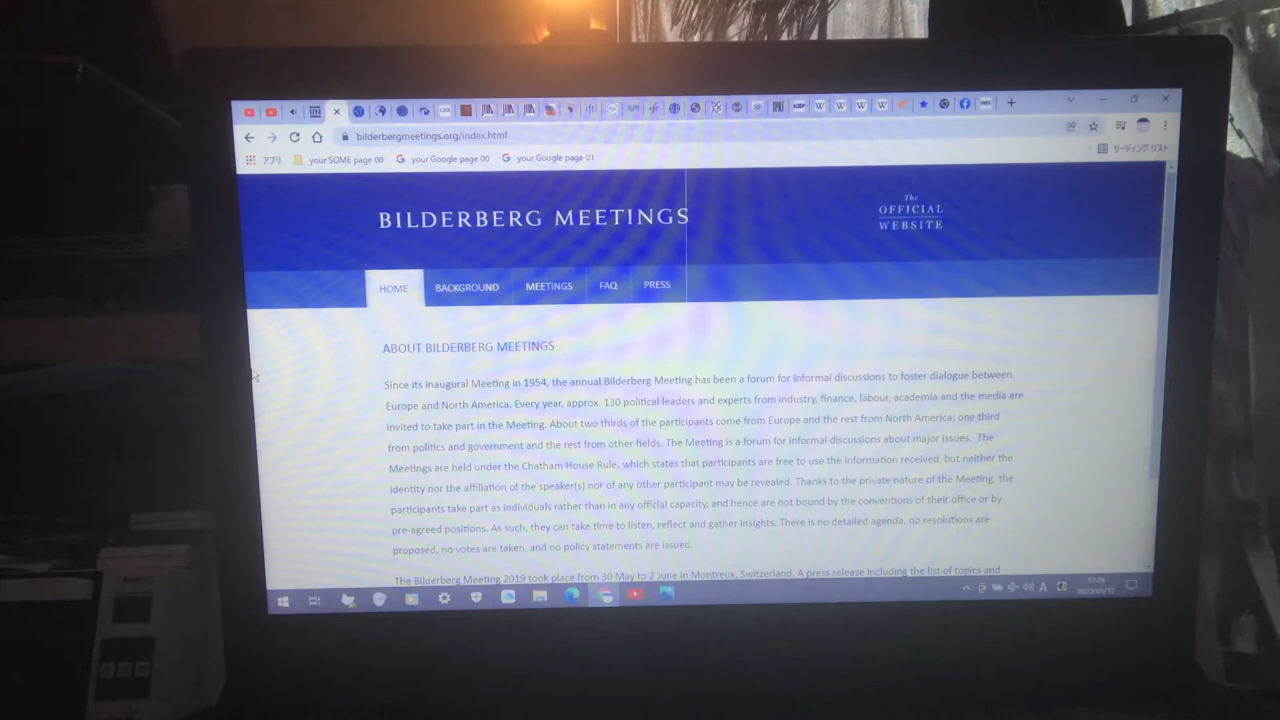 bilderbergmeetings.org/index.html
アプリ your SOME page 00 your Google page 00 your Google page 01
リーディング リスト
BILDERBERG MEETINGS
The
OFFICIAL
WEBSITE
HOME BACKGROUND MEETINGS FAQ PRESS
ABOUT BILDERBERG MEETINGS
Since its inaugural Meeting in 1954, the annual Bilderberg Meeting has been a forum for informal discussions to foster dialogue between
Europe and North America. Every year, approx. 130 political leaders and experts from industry, finance, labour, academia and the media are
invited to take part in the Meeting. About two thirds of the participants come from Europe and the rest from North America; one third
from politics and government and the rest from other fields. The Meeting is a forum for informal discussions about major issues. The
Meetings are held under the Chatham House Rule, which states that participants are free to use the information received, but neither the
identity nor the affiliation of the speaker(s) nor of any other participant may be revealed. Thanks to the private nature of the Meeting, the
participants take part as individuals rather than in any official capacity, and hence are not bound by the conventions of their office or by
pre-agreed positions. As such, they can take time to listen, reflect and gather insights. There is no detailed agenda, no resolutions are
proposed, no votes are taken, and no policy statements are issued.
The Bilderberg Meeting 2019 took place from 30 May to 2 June in Montreux, Switzerland. A press release including the list of topics and
A